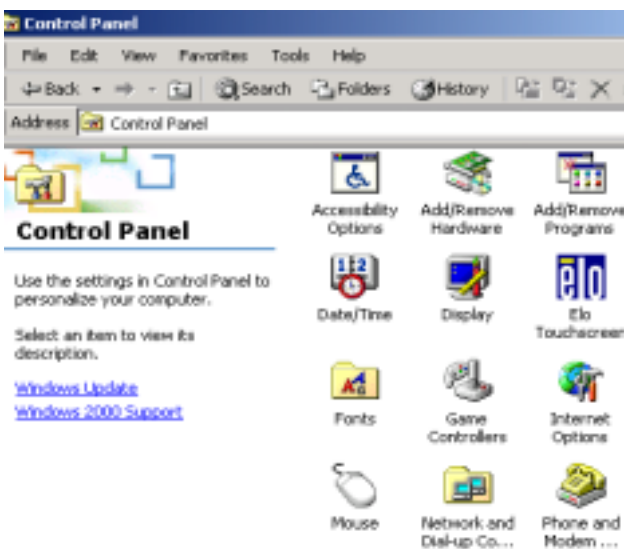 Control Panel
File Edit View Favorites Tools Help
Back Search Folders History
Address Control Panel
Control Panel
Use the settings in Control Panel to
personalize your computer.
Select an item to view its
description.
Windows Update
Windows 2000 Support
Accessibility
Options
Add/Remove
Hardware
Add/Remove
Programs
12
Date/Time
Display
elo
Elo
Touchscreen
Fonts
Game
Controllers
Internet
Options
Mouse
Network and
Dial-up Co...
Phone and
Modem ...